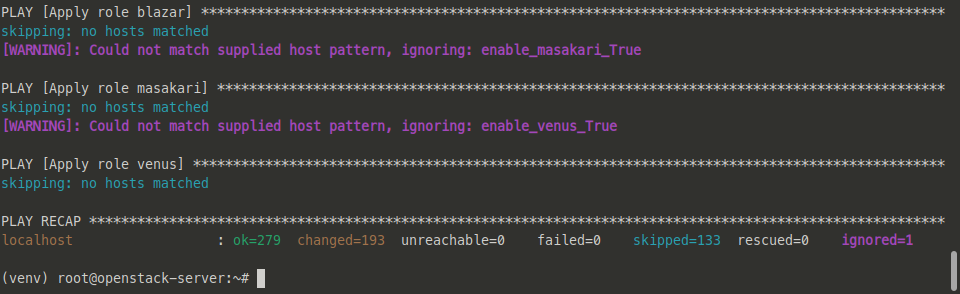 PLAY [Apply role blazar] *********************************************************************************************
skipping: no hosts matched
[WARNING]: Could not match supplied host pattern, ignoring: enable_masakari_True
PLAY [Apply role masakari] *******************************************************************************************
skipping: no hosts matched
[WARNING]: Could not match supplied host pattern, ignoring: enable_venus_True
PLAY [Apply role venus] **********************************************************************************************
skipping: no hosts matched
PLAY RECAP ***********************************************************************************************************
localhost                  : ok=279  changed=193  unreachable=0    failed=0    skipped=133  rescued=0    ignored=1
(venv) root@openstack-server:~#